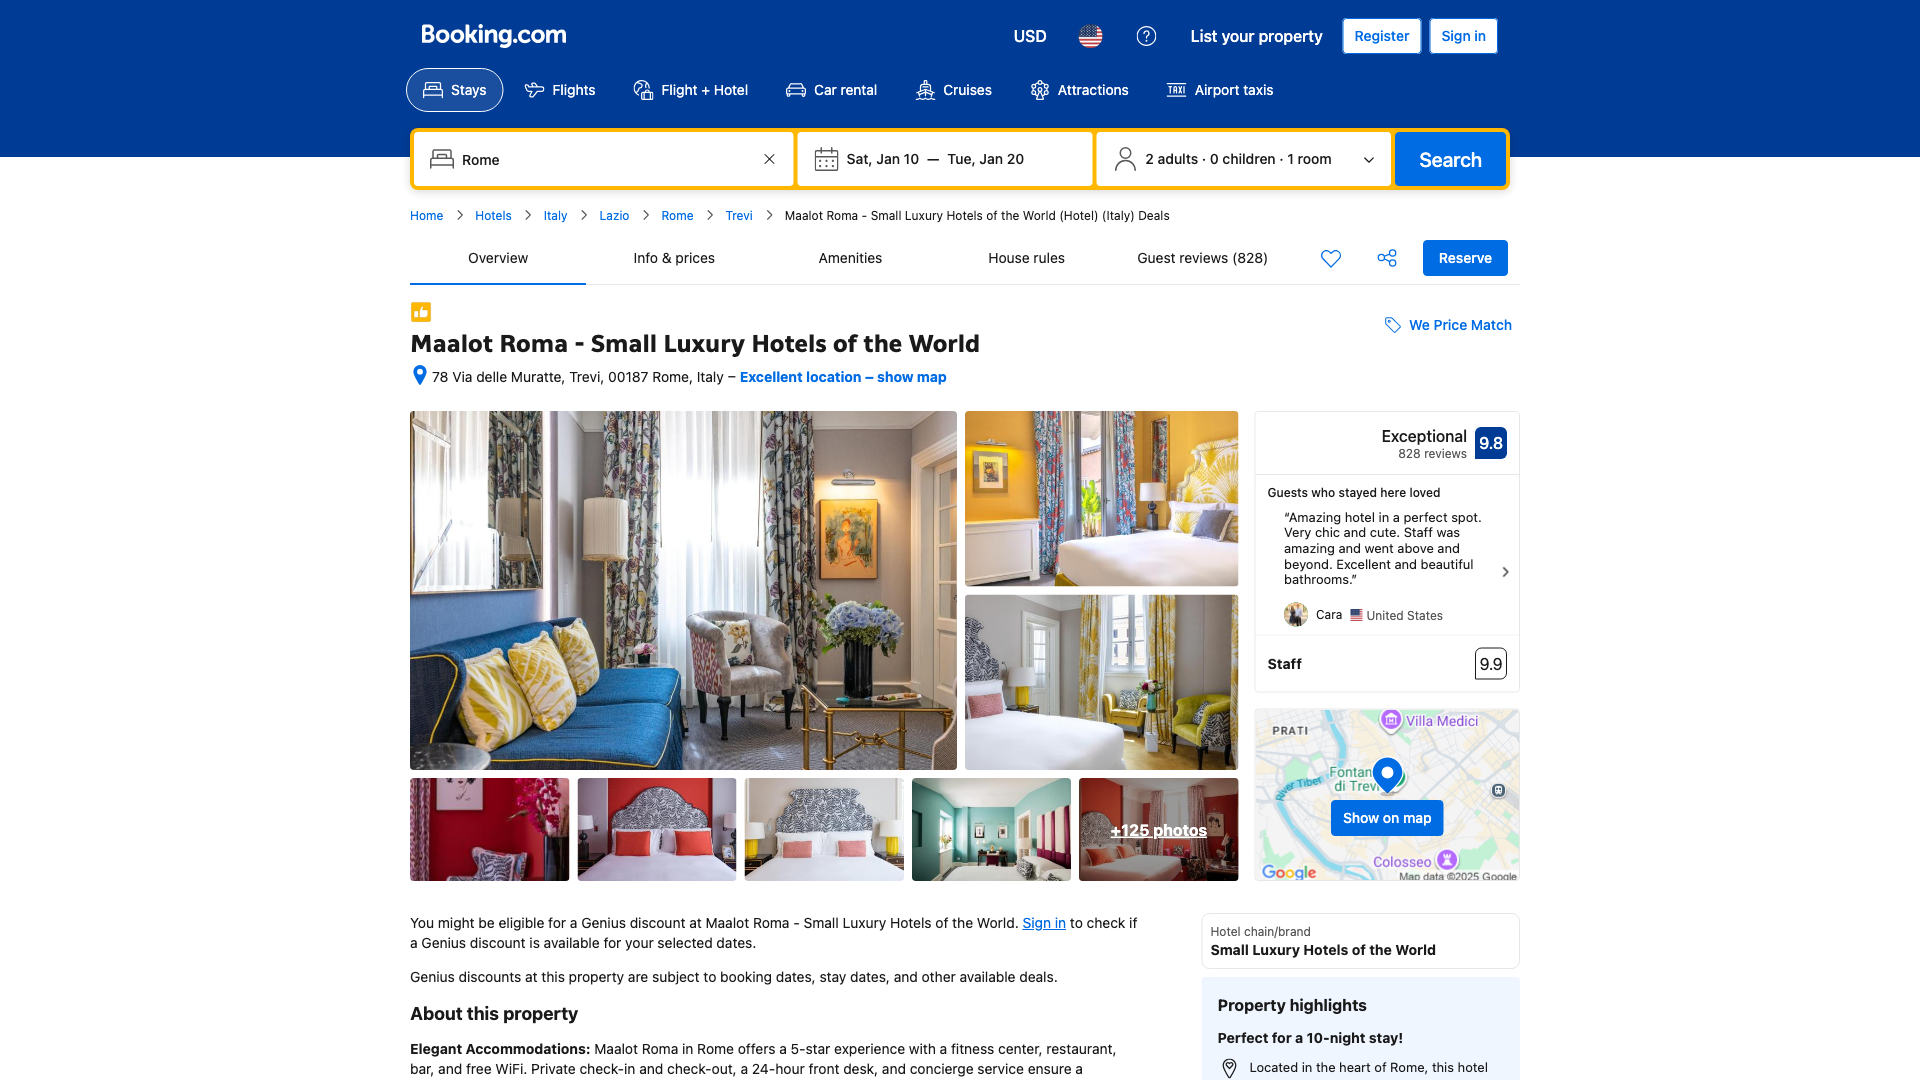 Booking.com
USD
List your property
Register
Sign in
Stays
Flights
Flight + Hotel
Car rental
Cruises
Attractions
TAXI
Airport taxis
Rome
Sat, Jan 10 — Tue, Jan 20
2 adults · 0 children · 1 room
Search
Home
Hotels
Italy
Lazio
Rome
Trevi
Maalot Roma - Small Luxury Hotels of the World (Hotel) (Italy) Deals
Overview
Info & prices
Amenities
House rules
Guest reviews (828)
Reserve
We Price Match
Maalot Roma - Small Luxury Hotels of the World
78 Via delle Muratte, Trevi, 00187 Rome, Italy – Excellent location – show map
Exceptional
828 reviews
9.8
Guests who stayed here loved
“Amazing hotel in a perfect spot.
Very chic and cute. Staff was
amazing and went above and
beyond. Excellent and beautiful
bathrooms.”
Cara
United States
Staff
9.9
+125 photos
Villa Medici
PRATI
Fontan
di Trevi
River Tiber
Show on map
Colosseo
Google
Map data ©2025 Google
You might be eligible for a Genius discount at Maalot Roma - Small Luxury Hotels of the World. Sign in to check if
a Genius discount is available for your selected dates.
Genius discounts at this property are subject to booking dates, stay dates, and other available deals.
About this property
Elegant Accommodations: Maalot Roma in Rome offers a 5-star experience with a fitness center, restaurant,
bar, and free WiFi. Private check-in and check-out, a 24-hour front desk, and concierge service ensure a
Hotel chain/brand
Small Luxury Hotels of the World
Property highlights
Perfect for a 10-night stay!
Located in the heart of Rome, this hotel